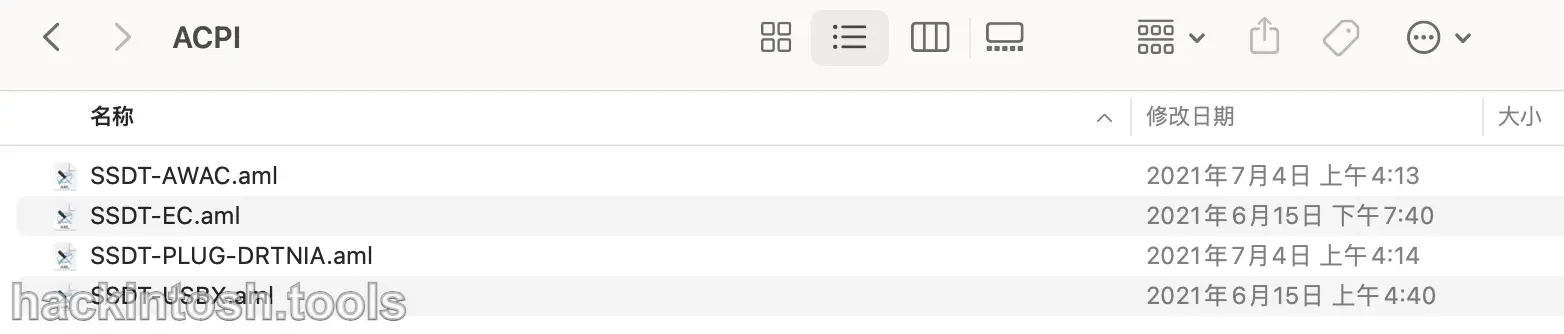 ACPI
名称 修改日期 大小
SSDT-AWAC.aml 2021年7月4日 上午4:13
SSDT-EC.aml 2021年6月15日 下午7:40
SSDT-PLUG-DRTNIA.aml 2021年7月4日 上午4:14
SSDT-USBX.aml 2021年6月15日 上午4:40
hackintosh.tools